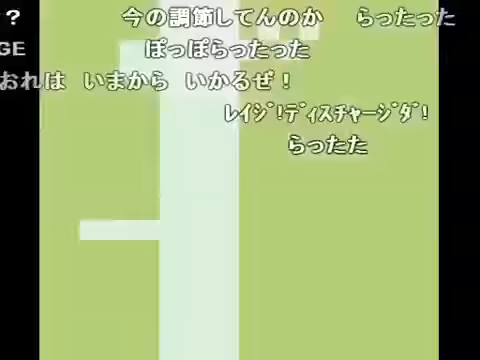 ？ 今の調節してんのか らったった
GE ぽっぽらったった
おれは いまから いかるぜ！
ﾚｲｼﾞ!ﾃﾞｨｽﾁｬｰｼﾞﾀﾞ!
らったた